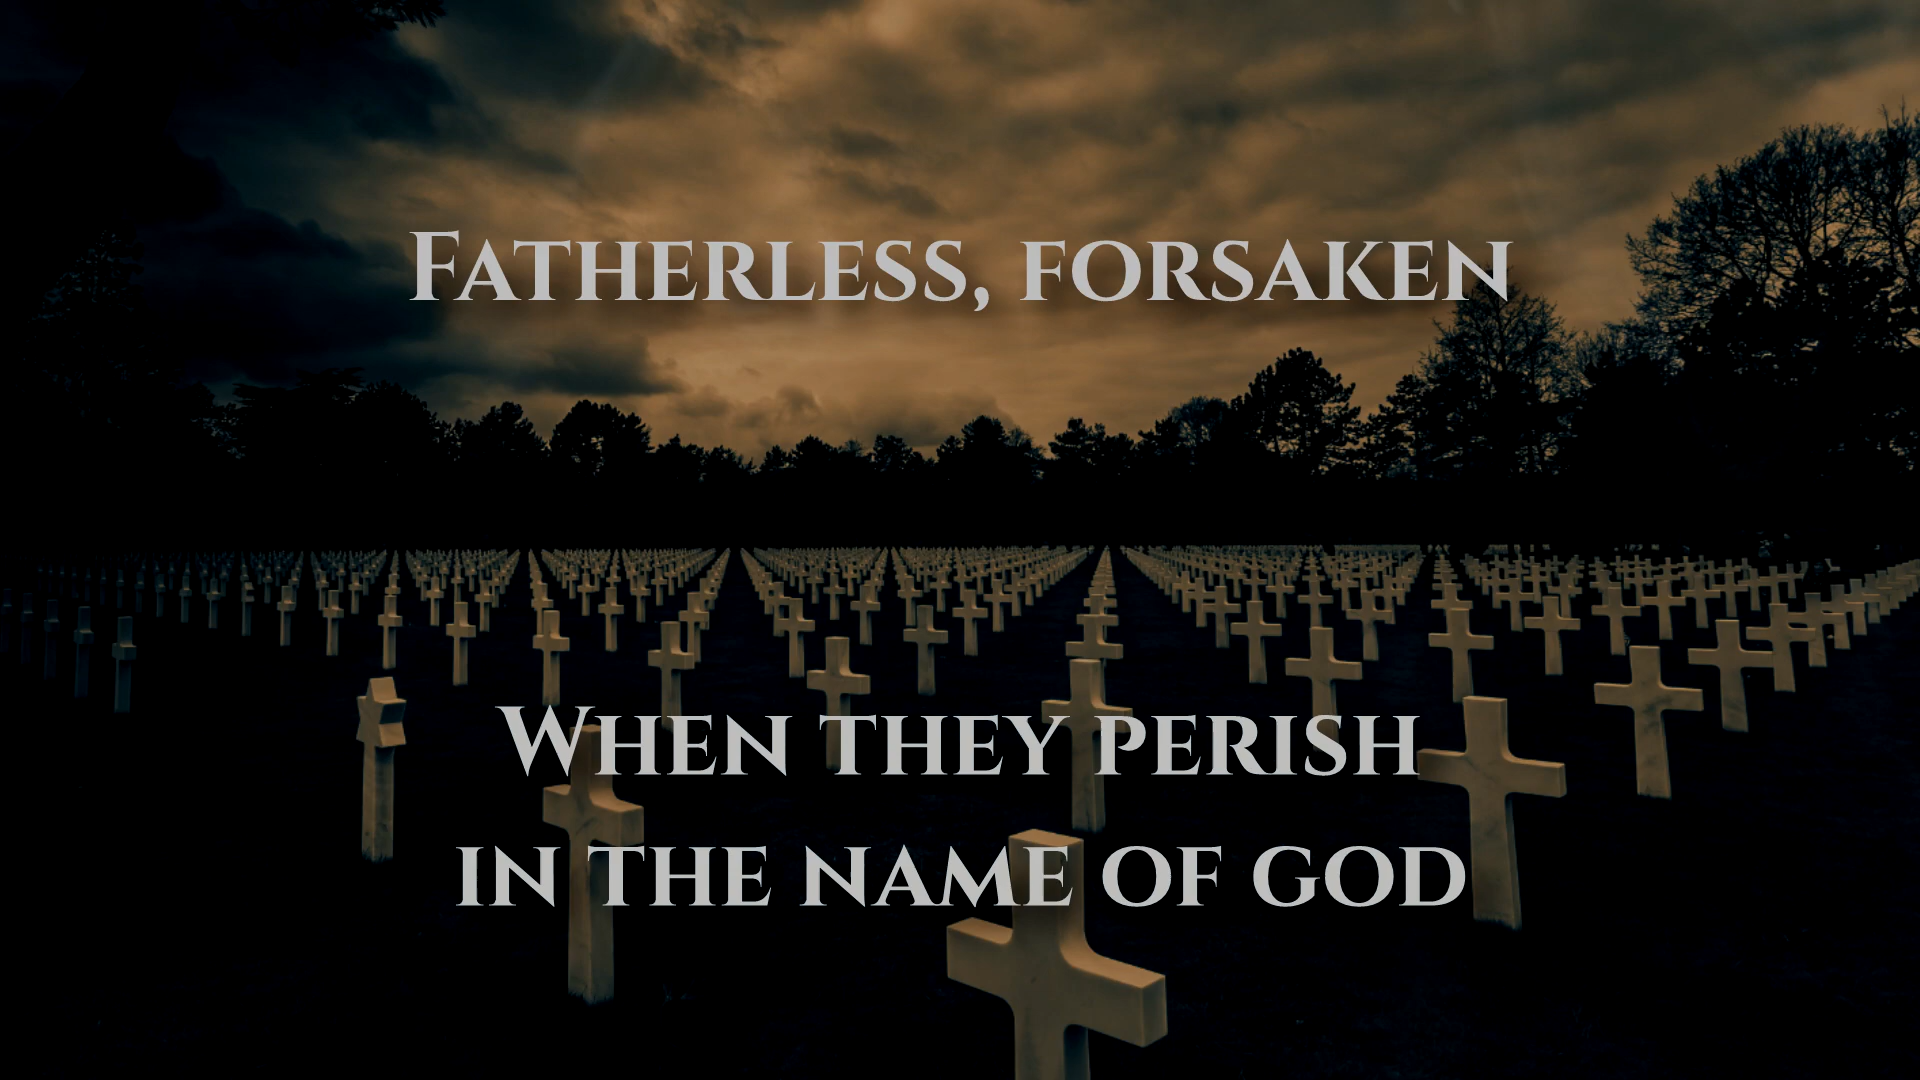 Fatherless, forsaken
When they perish
in the name of god